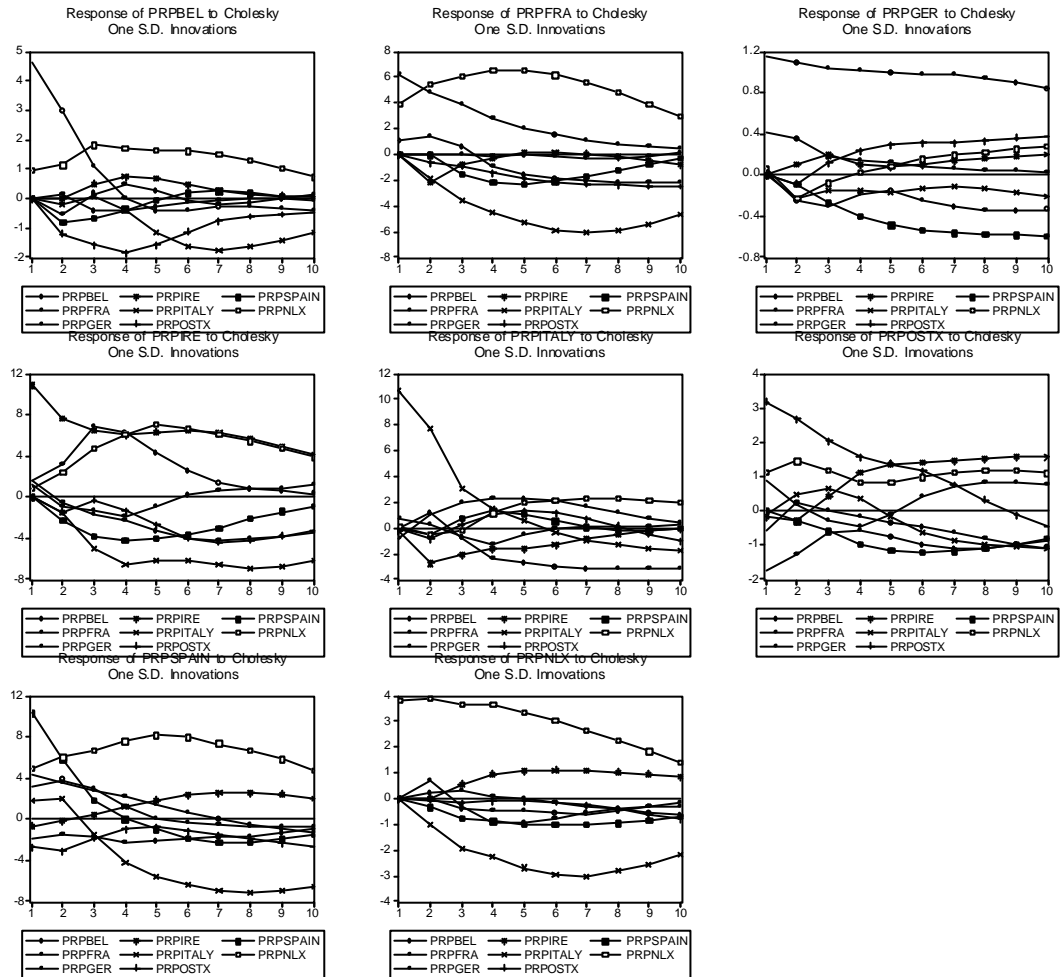 Response of PRPBEL to Cholesky
One S.D. Innovations
5
4
3
2
1
0
-1
-2
1 2 3 4 5 6 7 8 9 10
PRPBEL PRPIRE PRPSPAIN
PRPFRA PRPITALY PRPNLX
PRPGER PRPOSTX
Response of PRPFRA to Cholesky
One S.D. Innovations
8
6
4
2
0
-2
-4
-6
-8
1 2 3 4 5 6 7 8 9 10
PRPBEL PRPIRE PRPSPAIN
PRPFRA PRPITALY PRPNLX
PRPGER PRPOSTX
Response of PRPGER to Cholesky
One S.D. Innovations
1.2
0.8
0.4
0.0
-0.4
-0.8
1 2 3 4 5 6 7 8 9 10
PRPBEL PRPIRE PRPSPAIN
PRPFRA PRPITALY PRPNLX
PRPGER PRPOSTX
Response of PRPIRE to Cholesky
One S.D. Innovations
12
8
4
0
-4
-8
1 2 3 4 5 6 7 8 9 10
PRPBEL PRPIRE PRPSPAIN
PRPFRA PRPITALY PRPNLX
PRPGER PRPOSTX
Response of PRPITALY to Cholesky
One S.D. Innovations
12
10
8
6
4
2
0
-2
-4
1 2 3 4 5 6 7 8 9 10
PRPBEL PRPIRE PRPSPAIN
PRPFRA PRPITALY PRPNLX
PRPGER PRPOSTX
Response of PRPOSTX to Cholesky
One S.D. Innovations
4
3
2
1
0
-1
-2
1 2 3 4 5 6 7 8 9 10
PRPBEL PRPIRE PRPSPAIN
PRPFRA PRPITALY PRPNLX
PRPGER PRPOSTX
Response of PRPSPAIN to Cholesky
One S.D. Innovations
12
8
4
0
-4
-8
1 2 3 4 5 6 7 8 9 10
PRPBEL PRPIRE PRPSPAIN
PRPFRA PRPITALY PRPNLX
PRPGER PRPOSTX
Response of PRPNLX to Cholesky
One S.D. Innovations
4
3
2
1
0
-1
-2
-3
-4
1 2 3 4 5 6 7 8 9 10
PRPBEL PRPIRE PRPSPAIN
PRPFRA PRPITALY PRPNLX
PRPGER PRPOSTX